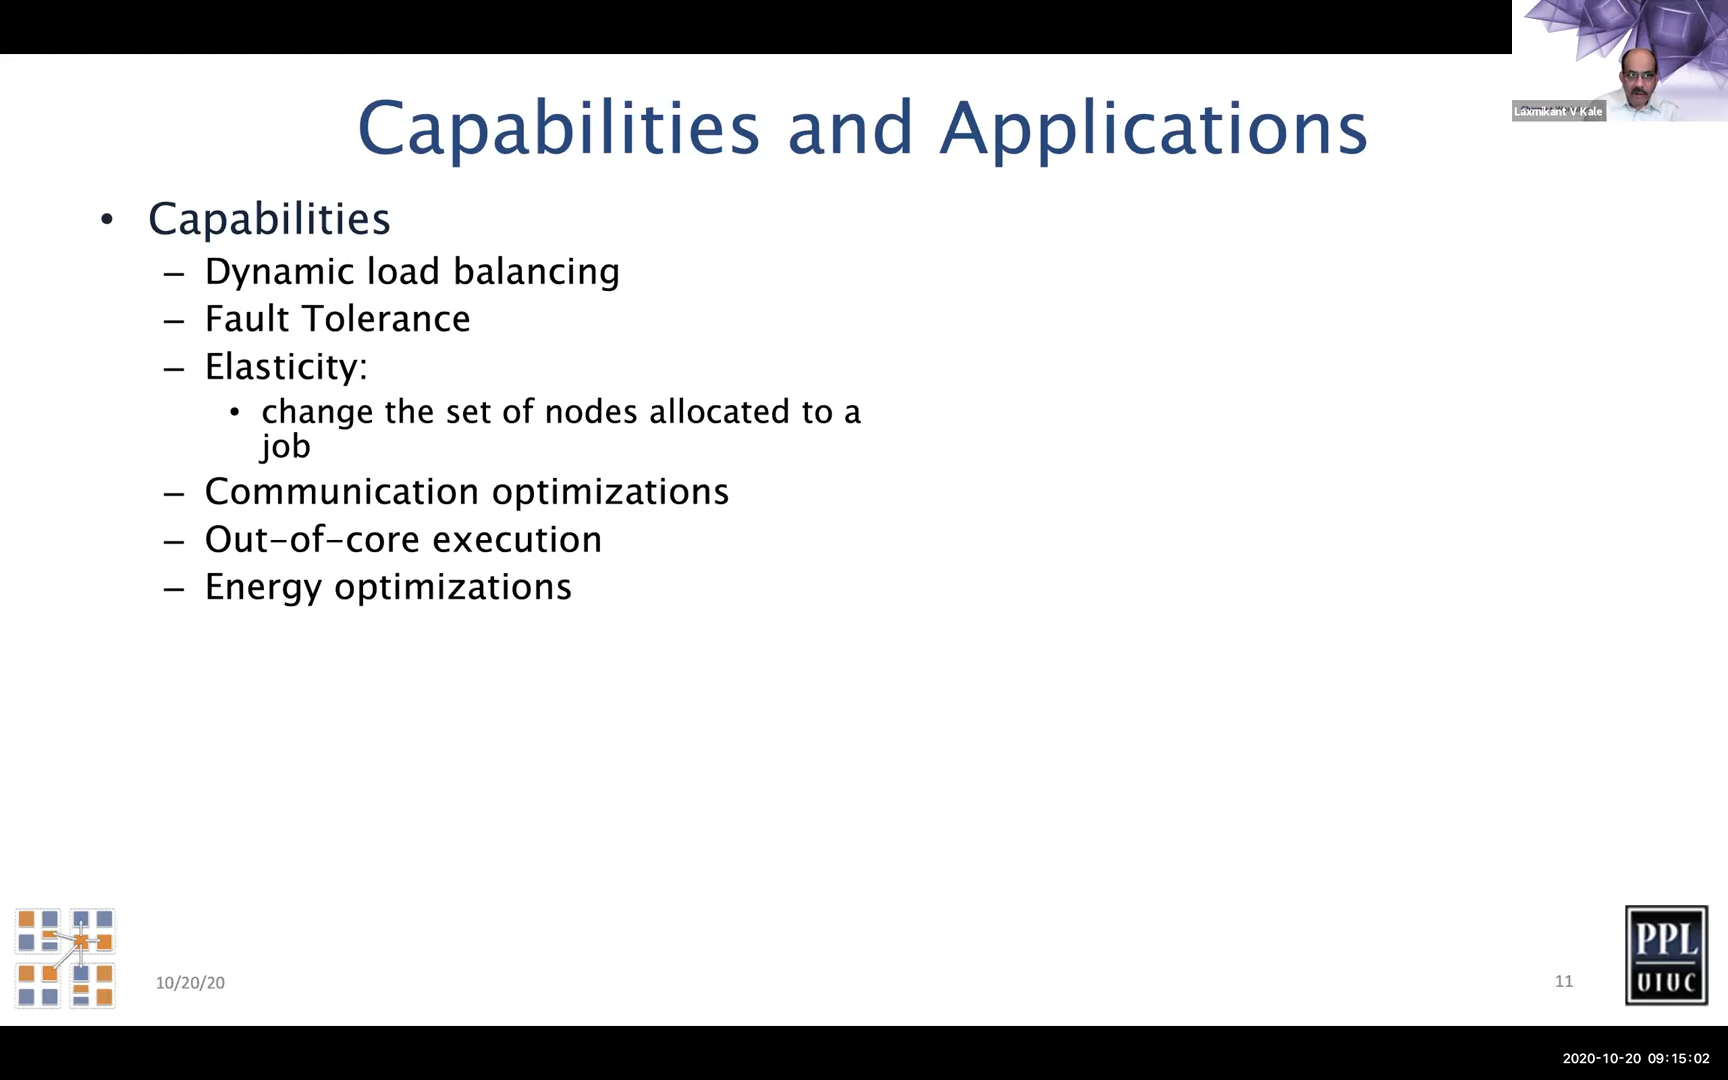 Capabilities and Applications
Laxmikant V Kale
• Capabilities
– Dynamic load balancing
– Fault Tolerance
– Elasticity:
• change the set of nodes allocated to a
job
– Communication optimizations
– Out-of-core execution
– Energy optimizations
10/20/20
11
PPL
UIUC
2020-10-20 09:15:02